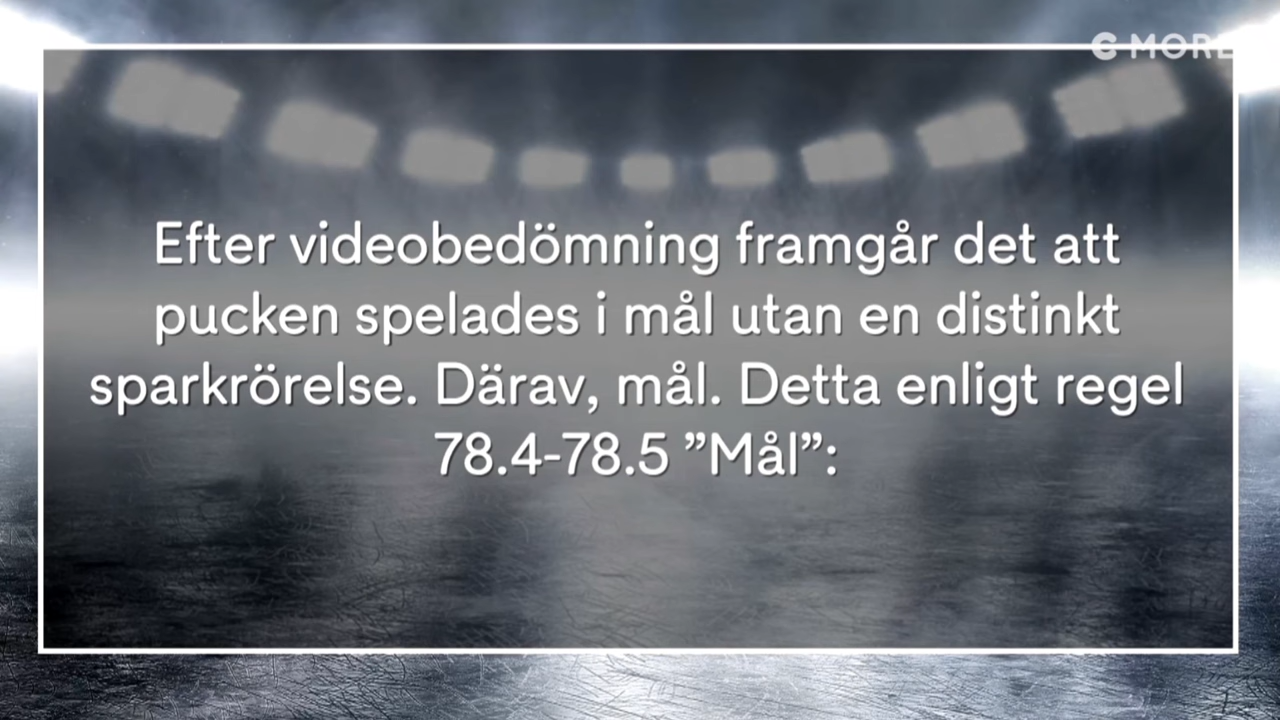 C MORE
Efter videobedömning framgår det att
pucken spelades i mål utan en distinkt
sparkrörelse. Därav, mål. Detta enligt regel
78.4-78.5 ”Mål”: